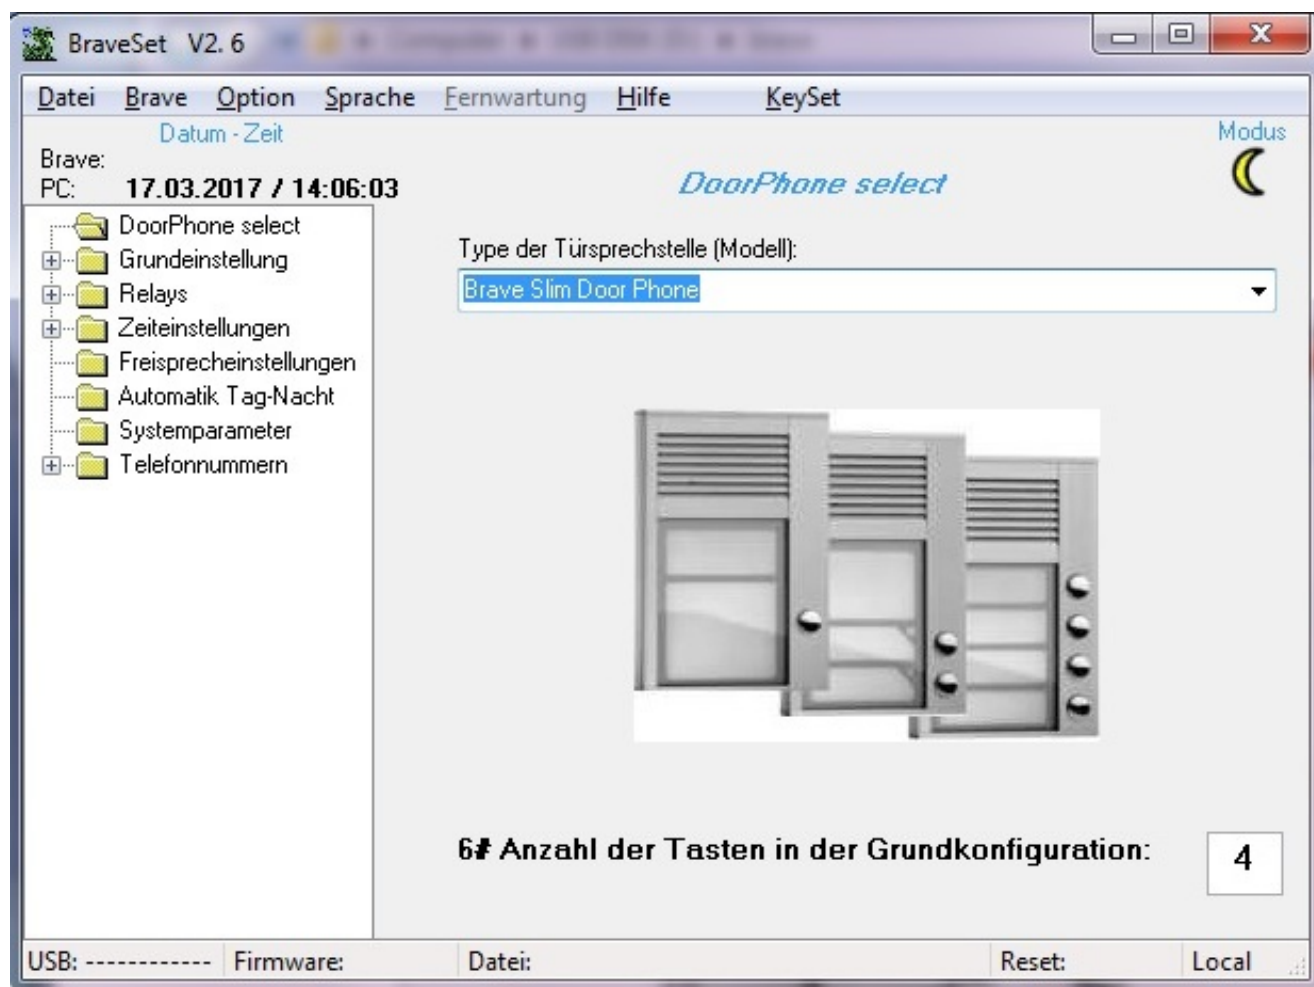 BraveSet V2. 6
Datei Brave Option Sprache Fernwartung Hilfe KeySet
Datum - Zeit
Modus
Brave:
PC: 17.03.2017 / 14:06:03
DoorPhone select
DoorPhone select
Grundeinstellung
Relays
Zeiteinstellungen
Freisprecheinstellungen
Automatik Tag-Nacht
Systemparameter
Telefonnummern
Type der Türsprechstelle (Modell):
Brave Slim Door Phone
6# Anzahl der Tasten in der Grundkonfiguration: 4
USB: ------------ Firmware: Datei: Reset: Local